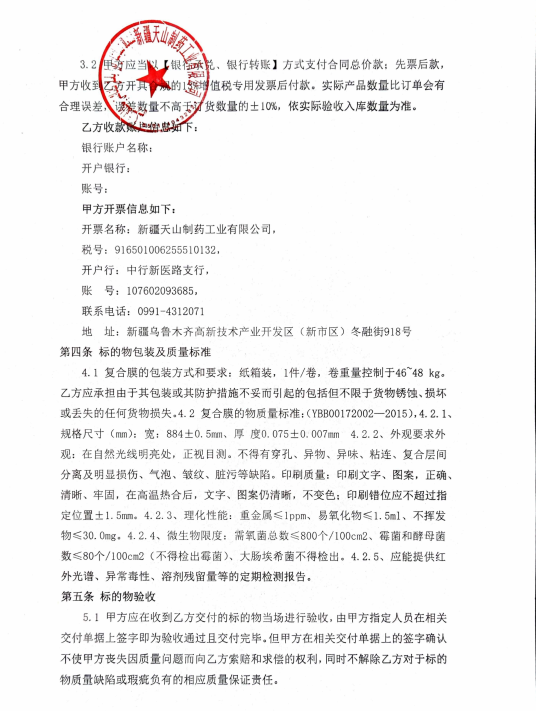 3.2 甲方应当以【银行承兑、银行转账】方式支付合同总价款；先票后款，
甲方收到乙方开具的增值税专用发票后付款。实际产品数量比订单会有
合理误差，误差数量不高于订货数量的±10%，依实际验收入库数量为准。
乙方收款账户信息如下：
银行账户名称：
开户银行：
账号：
甲方开票信息如下：
开票名称：新疆天山制药工业有限公司，
税号：916501006255510132，
开户行：中行新医路支行，
账 号：107602093685，
联系电话：0991-4312071
地 址：新疆乌鲁木齐高新技术产业开发区（新市区）冬融街918号
第四条 标的物包装及质量标准
4.1 复合膜的包装方式和要求：纸箱装，1件/卷，卷重量控制于46~48 kg。
乙方应承担由于其包装或其防护措施不妥而引起的包括但不限于货物锈蚀、损坏
或丢失的任何货物损失。4.2 复合膜的物质量标准：（YBB00172002—2015），4.2.1、
规格尺寸（mm）：宽：884±0.5mm、厚 度0.075±0.007mm 4.2.2、外观要求外
观：在自然光线明亮处，正视目测。不得有穿孔、异物、异味、粘连、复合层间
分离及明显损伤、气泡、皱纹、脏污等缺陷。印刷质量：印刷文字、图案，正确、
清晰、牢固，在高温热合后，文字、图案仍清晰，不变色；印刷错位应不超过指
定位置±1.5mm。4.2.3、理化性能：重金属≤1ppm、易氧化物≤1.5ml、不挥发
物≤30.0mg。4.2.4、微生物限度：需氧菌总数≤800个/100cm2、霉菌和酵母菌
数≤80个/100cm2（不得检出霉菌）、大肠埃希菌不得检出。4.2.5、应能提供红
外光谱、异常毒性、溶剂残留量等的定期检测报告。
第五条 标的物验收
5.1 甲方应在收到乙方交付的标的物当场进行验收，由甲方指定人员在相关
交付单据上签字即为验收通过且交付完毕。但甲方在相关交付单据上的签字确认
不使甲方丧失因质量问题而向乙方索赔和求偿的权利，同时不解除乙方对于标的
物质量缺陷或瑕疵负有的相应质量保证责任。
新疆天山制药工业有限公司